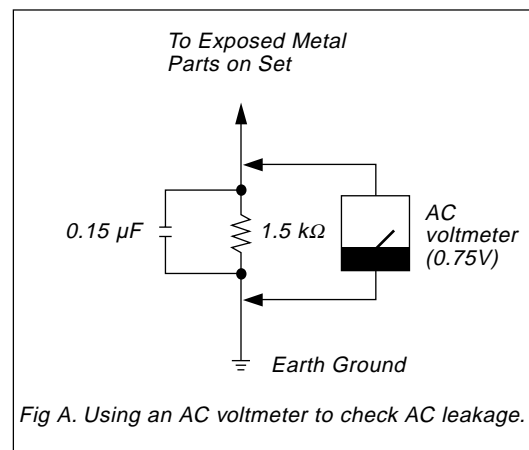 To Exposed Metal
Parts on Set
0.15 μF
1.5 kΩ
AC
voltmeter
(0.75V)
Earth Ground
Fig A. Using an AC voltmeter to check AC leakage.